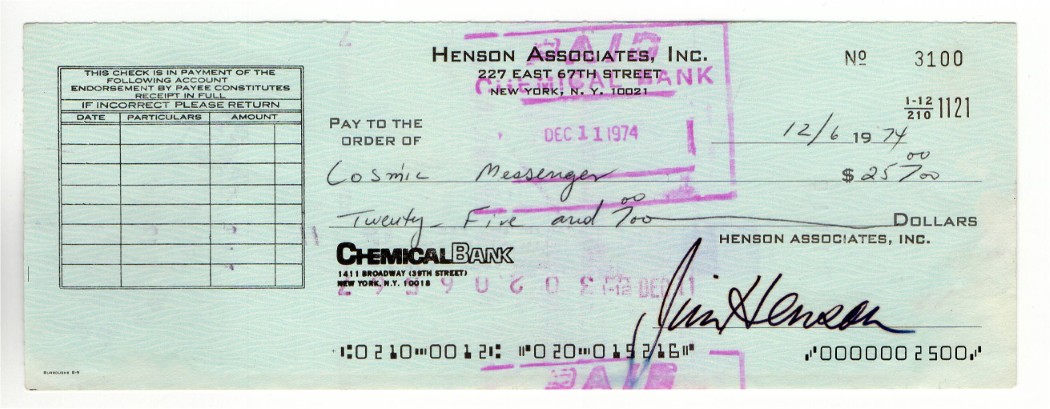 HENSON ASSOCIATES, INC.
227 EAST 67TH STREET
NEW YORK, N. Y. 10021
Nº 3100
1-12
210
1121
PAID
CHEMICAL BANK
DEC 11 1974
THIS CHECK IS IN PAYMENT OF THE
FOLLOWING ACCOUNT
ENDORSEMENT BY PAYEE CONSTITUTES
RECEIPT IN FULL
IF INCORRECT PLEASE RETURN
DATE PARTICULARS AMOUNT
12/6 1974
PAY TO THE
ORDER OF
Cosmic Messenger $ 25 00/00
Twenty-Five and 00/00 DOLLARS
HENSON ASSOCIATES, INC.
CHEMICAL BANK
1411 BROADWAY (39TH STREET)
NEW YORK, N.Y. 10018
Jim Henson
⑆0210⑉0012⑆ ⑈020⑉015216⑈ ⑇0000002500⑇
PAID